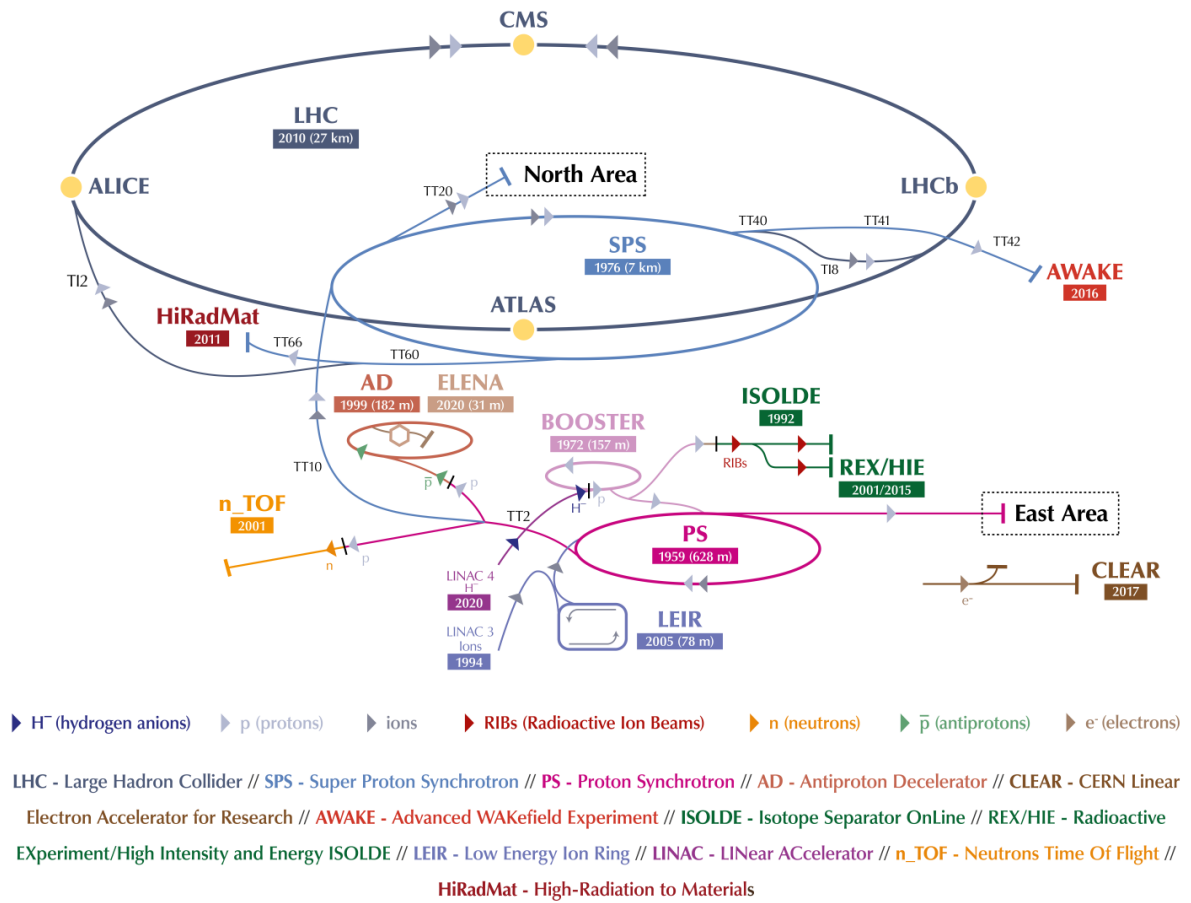 CMS
LHC
2010 (27 km)
North Area
TT20
ALICE
LHCb
TT40
TT41
TT42
SPS
1976 (7 km)
TI8
AWAKE
2016
TI2
ATLAS
HiRadMat
2011
TT66
TT60
AD
1999 (182 m)
ELENA
2020 (31 m)
ISOLDE
1992
BOOSTER
1972 (157 m)
RIBs
REX/HIE
2001/2015
TT10
p̅
p
H⁻
p
n_TOF
2001
TT2
East Area
PS
1959 (628 m)
n
p
LINAC 4
H⁻
2020
CLEAR
2017
e⁻
LEIR
2005 (78 m)
LINAC 3
Ions
1994
H⁻ (hydrogen anions)
p (protons)
ions
RIBs (Radioactive Ion Beams)
n (neutrons)
p̅ (antiprotons)
e⁻ (electrons)
LHC - Large Hadron Collider // SPS - Super Proton Synchrotron // PS - Proton Synchrotron // AD - Antiproton Decelerator // CLEAR - CERN Linear
Electron Accelerator for Research // AWAKE - Advanced WAKefield Experiment // ISOLDE - Isotope Separator OnLine // REX/HIE - Radioactive
EXperiment/High Intensity and Energy ISOLDE // LEIR - Low Energy Ion Ring // LINAC - LINear ACcelerator // n_TOF - Neutrons Time Of Flight //
HiRadMat - High-Radiation to Materials